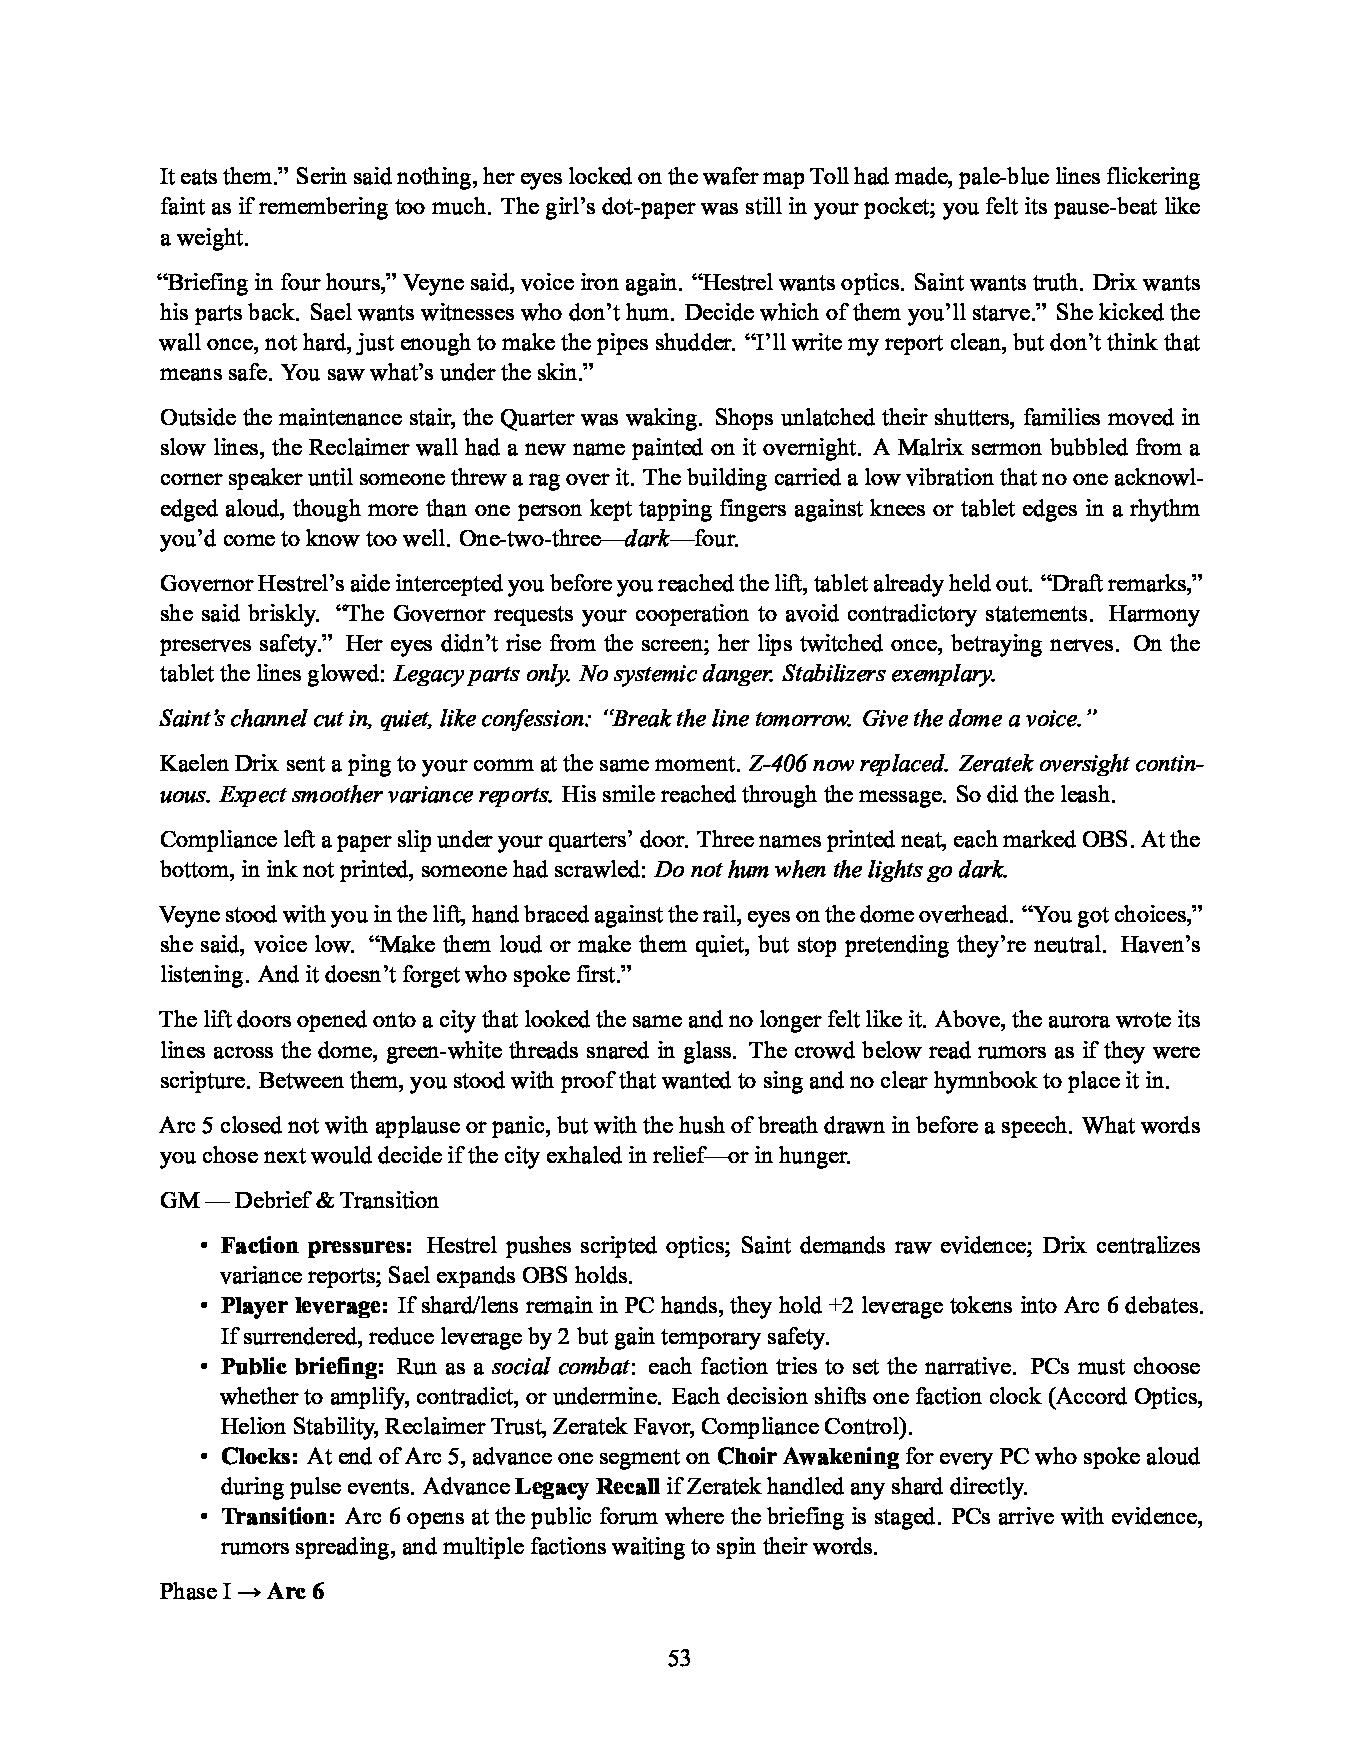 It eats them.” Serin said nothing, her eyes locked on the wafer map Toll had made, pale-blue lines flickering
faint as if remembering too much. The girl’s dot-paper was still in your pocket; you felt its pause-beat like
a weight.
“Briefing in four hours,” Veyne said, voice iron again. “Hestrel wants optics. Saint wants truth. Drix wants
his parts back. Sael wants witnesses who don’t hum. Decide which of them you’ll starve.” She kicked the
wall once, not hard, just enough to make the pipes shudder. “I’ll write my report clean, but don’t think that
means safe. You saw what’s under the skin.”
Outside the maintenance stair, the Quarter was waking. Shops unlatched their shutters, families moved in
slow lines, the Reclaimer wall had a new name painted on it overnight. A Malrix sermon bubbled from a
corner speaker until someone threw a rag over it. The building carried a low vibration that no one acknowl-
edged aloud, though more than one person kept tapping fingers against knees or tablet edges in a rhythm
you’d come to know too well. One-two-three—dark—four.
Governor Hestrel’s aide intercepted you before you reached the lift, tablet already held out. “Draft remarks,”
she said briskly. “The Governor requests your cooperation to avoid contradictory statements. Harmony
preserves safety.” Her eyes didn’t rise from the screen; her lips twitched once, betraying nerves. On the
tablet the lines glowed: Legacy parts only. No systemic danger. Stabilizers exemplary.
Saint’s channel cut in, quiet, like confession: “Break the line tomorrow. Give the dome a voice.”
Kaelen Drix sent a ping to your comm at the same moment. Z-406 now replaced. Zeratek oversight contin-
uous. Expect smoother variance reports. His smile reached through the message. So did the leash.
Compliance left a paper slip under your quarters’ door. Three names printed neat, each marked OBS. At the
bottom, in ink not printed, someone had scrawled: Do not hum when the lights go dark.
Veyne stood with you in the lift, hand braced against the rail, eyes on the dome overhead. “You got choices,”
she said, voice low. “Make them loud or make them quiet, but stop pretending they’re neutral. Haven’s
listening. And it doesn’t forget who spoke first.”
The lift doors opened onto a city that looked the same and no longer felt like it. Above, the aurora wrote its
lines across the dome, green-white threads snared in glass. The crowd below read rumors as if they were
scripture. Between them, you stood with proof that wanted to sing and no clear hymnbook to place it in.
Arc 5 closed not with applause or panic, but with the hush of breath drawn in before a speech. What words
you chose next would decide if the city exhaled in relief—or in hunger.
GM — Debrief & Transition
• Faction pressures: Hestrel pushes scripted optics; Saint demands raw evidence; Drix centralizes
variance reports; Sael expands OBS holds.
• Player leverage: If shard/lens remain in PC hands, they hold +2 leverage tokens into Arc 6 debates.
If surrendered, reduce leverage by 2 but gain temporary safety.
• Public briefing: Run as a social combat: each faction tries to set the narrative. PCs must choose
whether to amplify, contradict, or undermine. Each decision shifts one faction clock (Accord Optics,
Helion Stability, Reclaimer Trust, Zeratek Favor, Compliance Control).
• Clocks: At end of Arc 5, advance one segment on Choir Awakening for every PC who spoke aloud
during pulse events. Advance Legacy Recall if Zeratek handled any shard directly.
• Transition: Arc 6 opens at the public forum where the briefing is staged. PCs arrive with evidence,
rumors spreading, and multiple factions waiting to spin their words.
Phase I → Arc 6
53